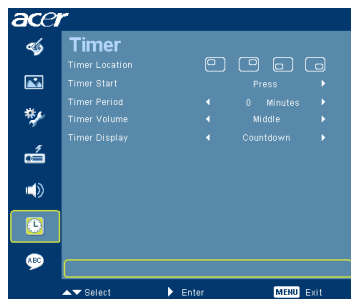 acer
Timer
Timer Location
Timer Start Press
Timer Period 0 Minutes
Timer Volume Middle
Timer Display Countdown
ABC
Select Enter MENU Exit